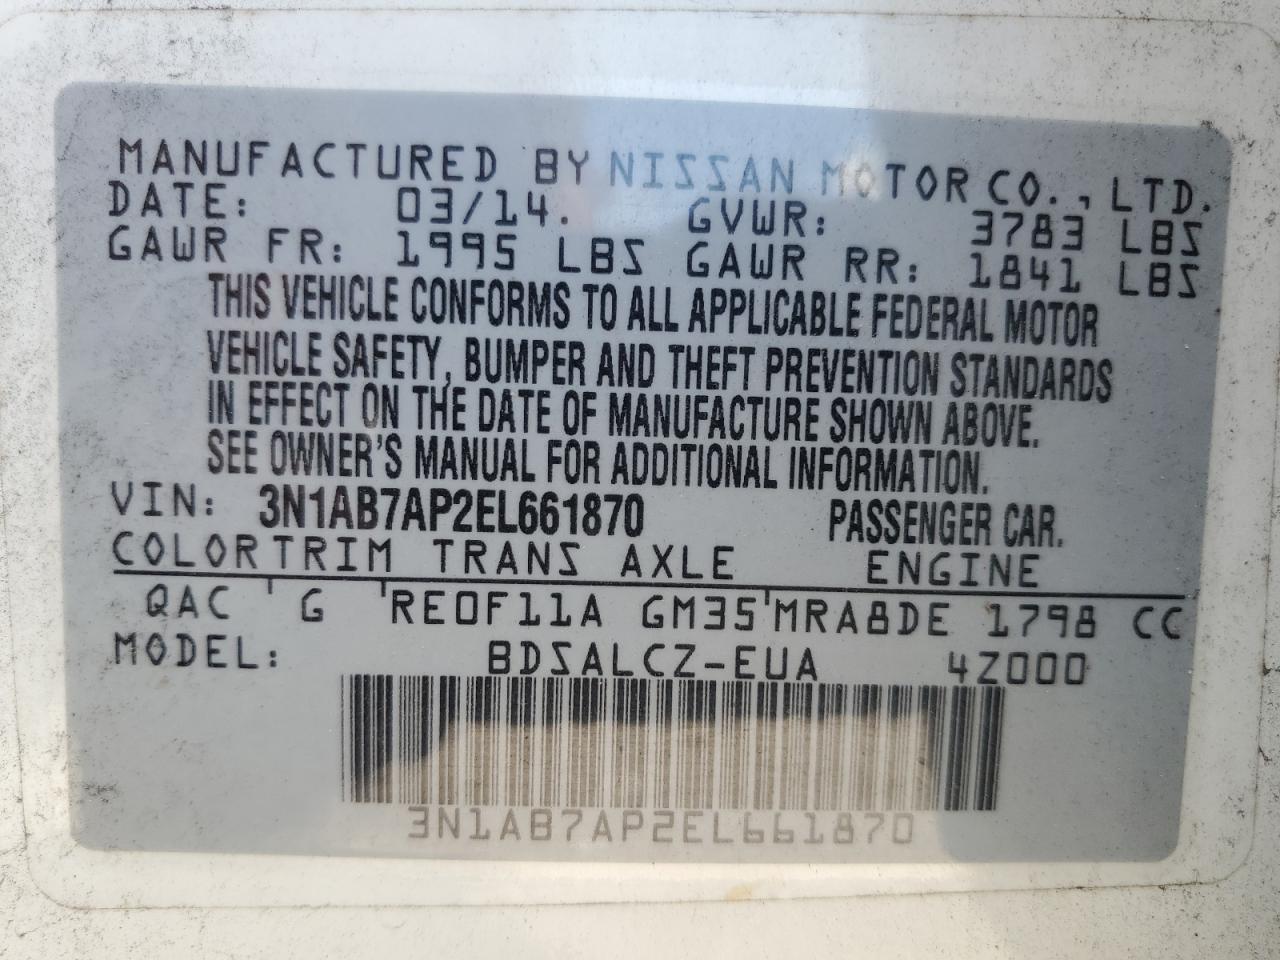 MANUFACTURED BY NISSAN MOTOR CO., LTD.
DATE: 03/14. GVWR: 3783 LBS
GAWR FR: 1995 LBS GAWR RR: 1841 LBS
THIS VEHICLE CONFORMS TO ALL APPLICABLE FEDERAL MOTOR
VEHICLE SAFETY, BUMPER AND THEFT PREVENTION STANDARDS
IN EFFECT ON THE DATE OF MANUFACTURE SHOWN ABOVE.
SEE OWNER'S MANUAL FOR ADDITIONAL INFORMATION.
VIN: 3N1AB7AP2EL661870 PASSENGER CAR.
COLORTRIM TRANS AXLE ENGINE
QAC G RE0F11A GM35 MRA8DE 1798 CC
MODEL: BDSALCZ-EUA 4Z000
3N1AB7AP2EL661870